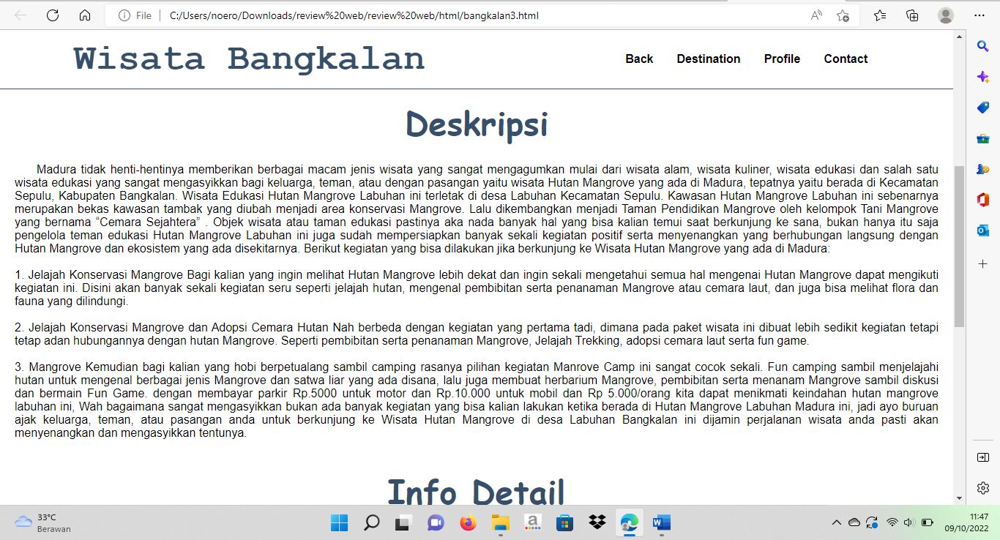 File
C:/Users/noero/Downloads/review%20web/review%20web/html/bangkalan3.html
Wisata Bangkalan
Back Destination Profile Contact
Deskripsi
Madura tidak henti-hentinya memberikan berbagai macam jenis wisata yang sangat mengagumkan mulai dari wisata alam, wisata kuliner, wisata edukasi dan salah satu
wisata edukasi yang sangat mengasyikkan bagi keluarga, teman, atau dengan pasangan yaitu wisata Hutan Mangrove yang ada di Madura, tepatnya yaitu berada di Kecamatan
Sepulu, Kabupaten Bangkalan. Wisata Edukasi Hutan Mangrove Labuhan ini terletak di desa Labuhan Kecamatan Sepulu. Kawasan Hutan Mangrove Labuhan ini sebenarnya
merupakan bekas kawasan tambak yang diubah menjadi area konservasi Mangrove. Lalu dikembangkan menjadi Taman Pendidikan Mangrove oleh kelompok Tani Mangrove
yang bernama “Cemara Sejahtera” . Objek wisata atau taman edukasi pastinya aka nada banyak hal yang bisa kalian temui saat berkunjung ke sana, bukan hanya itu saja
pengelola teman edukasi Hutan Mangrove Labuhan ini juga sudah mempersiapkan banyak sekali kegiatan positif serta menyenangkan yang berhubungan langsung dengan
Hutan Mangrove dan ekosistem yang ada disekitarnya. Berikut kegiatan yang bisa dilakukan jika berkunjung ke Wisata Hutan Mangrove yang ada di Madura:
1. Jelajah Konservasi Mangrove Bagi kalian yang ingin melihat Hutan Mangrove lebih dekat dan ingin sekali mengetahui semua hal mengenai Hutan Mangrove dapat mengikuti
kegiatan ini. Disini akan banyak sekali kegiatan seru seperti jelajah hutan, mengenal pembibitan serta penanaman Mangrove atau cemara laut, dan juga bisa melihat flora dan
fauna yang dilindungi.
2. Jelajah Konservasi Mangrove dan Adopsi Cemara Hutan Nah berbeda dengan kegiatan yang pertama tadi, dimana pada paket wisata ini dibuat lebih sedikit kegiatan tetapi
tetap adan hubungannya dengan hutan Mangrove. Seperti pembibitan serta penanaman Mangrove, Jelajah Trekking, adopsi cemara laut serta fun game.
3. Mangrove Kemudian bagi kalian yang hobi berpetualang sambil camping rasanya pilihan kegiatan Manrove Camp ini sangat cocok sekali. Fun camping sambil menjelajahi
hutan untuk mengenal berbagai jenis Mangrove dan satwa liar yang ada disana, lalu juga membuat herbarium Mangrove, pembibitan serta menanam Mangrove sambil diskusi
dan bermain Fun Game. dengan membayar parkir Rp.5000 untuk motor dan Rp.10.000 untuk mobil dan Rp 5.000/orang kita dapat menikmati keindahan hutan mangrove
labuhan ini, Wah bagaimana sangat mengasyikkan bukan ada banyak kegiatan yang bisa kalian lakukan ketika berada di Hutan Mangrove Labuhan Madura ini, jadi ayo buruan
ajak keluarga, teman, atau pasangan anda untuk berkunjung ke Wisata Hutan Mangrove di desa Labuhan Bangkalan ini dijamin perjalanan wisata anda pasti akan
menyenangkan dan mengasyikkan tentunya.
Info Detail
33°C
Berawan
11:47
09/10/2022